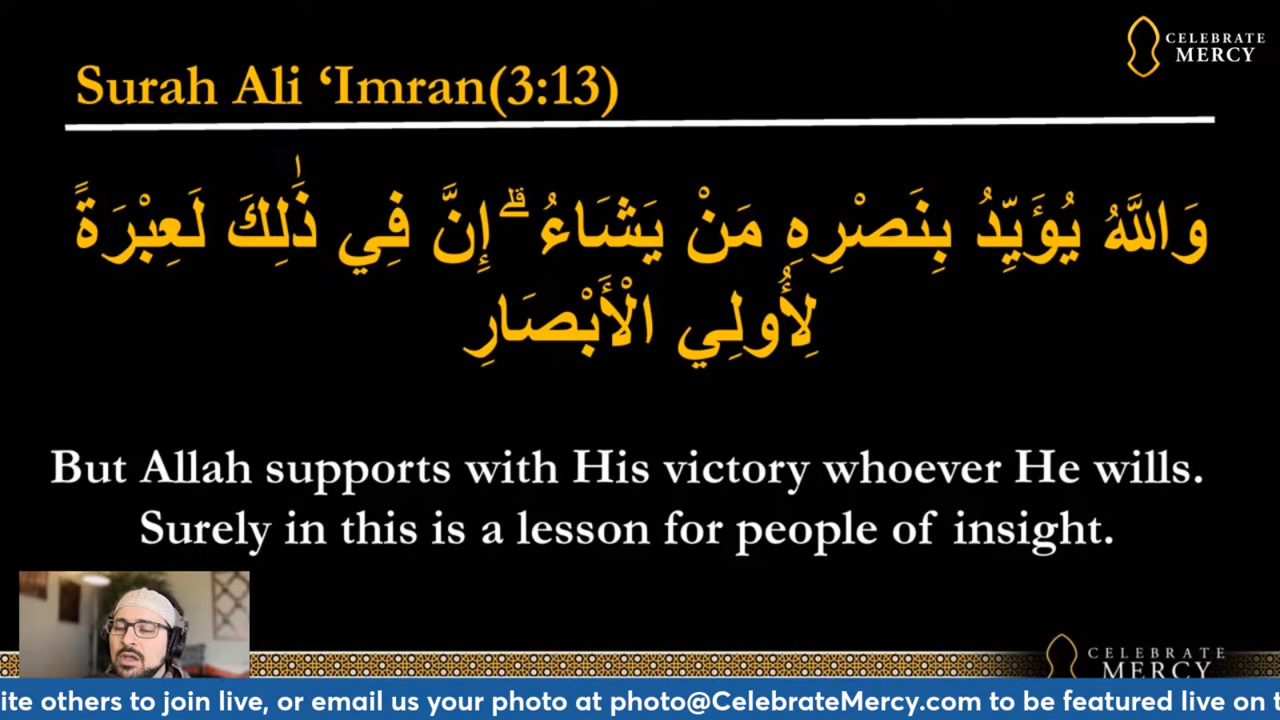 CELEBRATE
MERCY
Surah Ali ‘Imran(3:13)
وَاللَّهُ يُؤَيِّدُ بِنَصْرِهِ مَنْ يَشَاءُ ۗ إِنَّ فِي ذَٰلِكَ لَعِبْرَةً
لِأُولِي الْأَبْصَارِ
But Allah supports with His victory whoever He wills.
Surely in this is a lesson for people of insight.
CELEBRATE
MERCY
ite others to join live, or email us your photo at photo@CelebrateMercy.com to be featured live on t